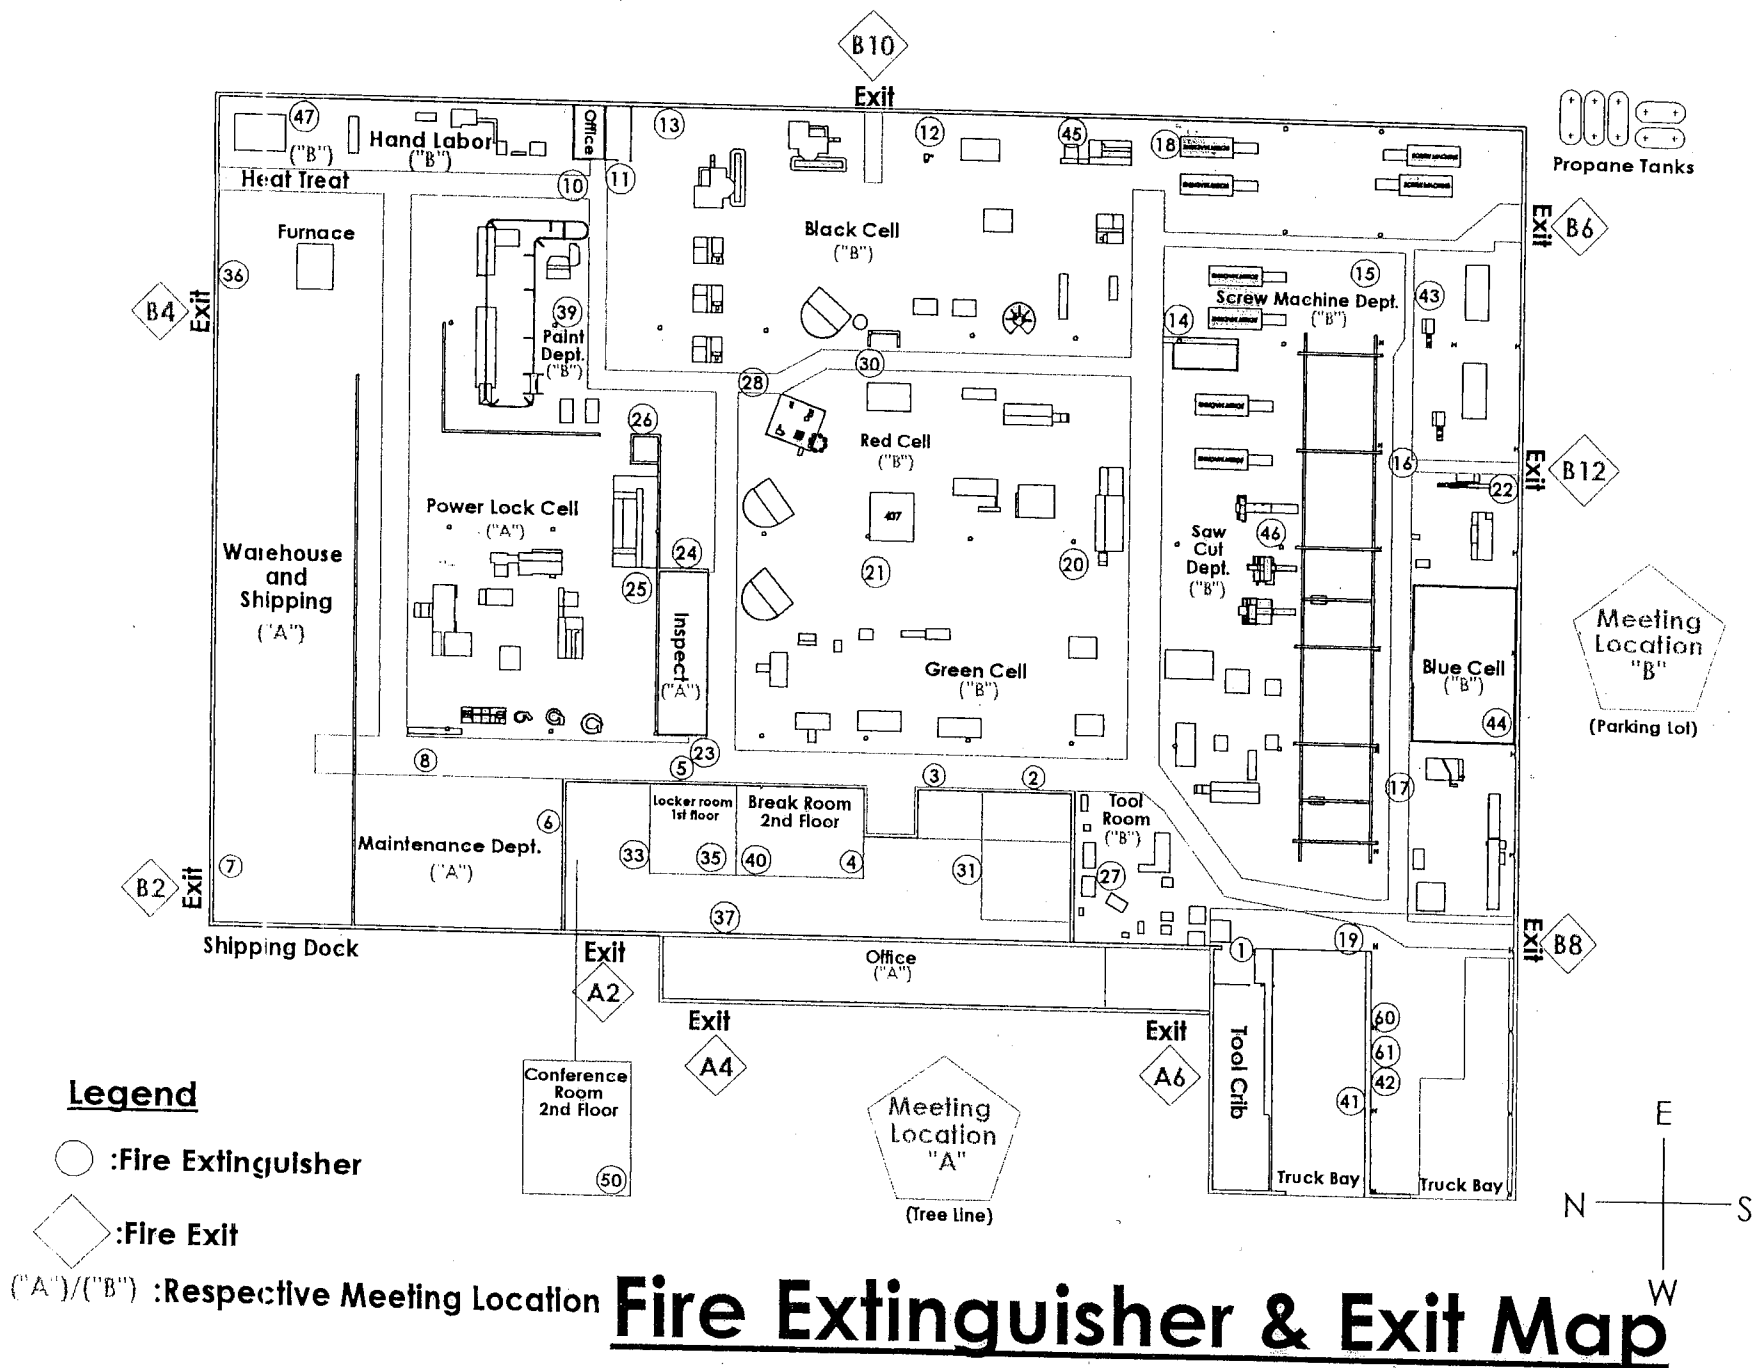 B10
Exit
47
("B")
Hand Labor
("B")
Office
13
12
45
18
Propane Tanks
Heat Treat
10
11
Furnace
36
B4
Exit
39
Paint
Dept.
("B")
Black Cell
("B")
15
Screw Machine Dept.
("B")
14
43
Exit
B6
28
30
26
Red Cell
("B")
407
16
Exit
B12
22
Power Lock Cell
("A")
24
25
21
20
Saw
Cut
Dept.
("B")
46
Warehouse
and
Shipping
("A")
Inspect
("A")
Green Cell
("B")
Blue Cell
("B")
44
Meeting
Location
"B"
(Parking Lot)
8
23
5
3
2
17
6
Locker room
1st floor
Break Room
2nd Floor
Tool
Room
("B")
Maintenance Dept.
("A")
33
35
40
4
31
27
7
B2
Exit
37
Shipping Dock
Exit
A2
Office
("A")
1
19
Exit
B8
Exit
A4
Exit
A6
Tool Crib
60
61
42
41
Truck Bay
Truck Bay
Conference
Room
2nd Floor
50
Meeting
Location
"A"
(Tree Line)
Legend
:Fire Extinguisher
:Fire Exit
("A")/("B") :Respective Meeting Location
E
N
S
W
Fire Extinguisher & Exit Map